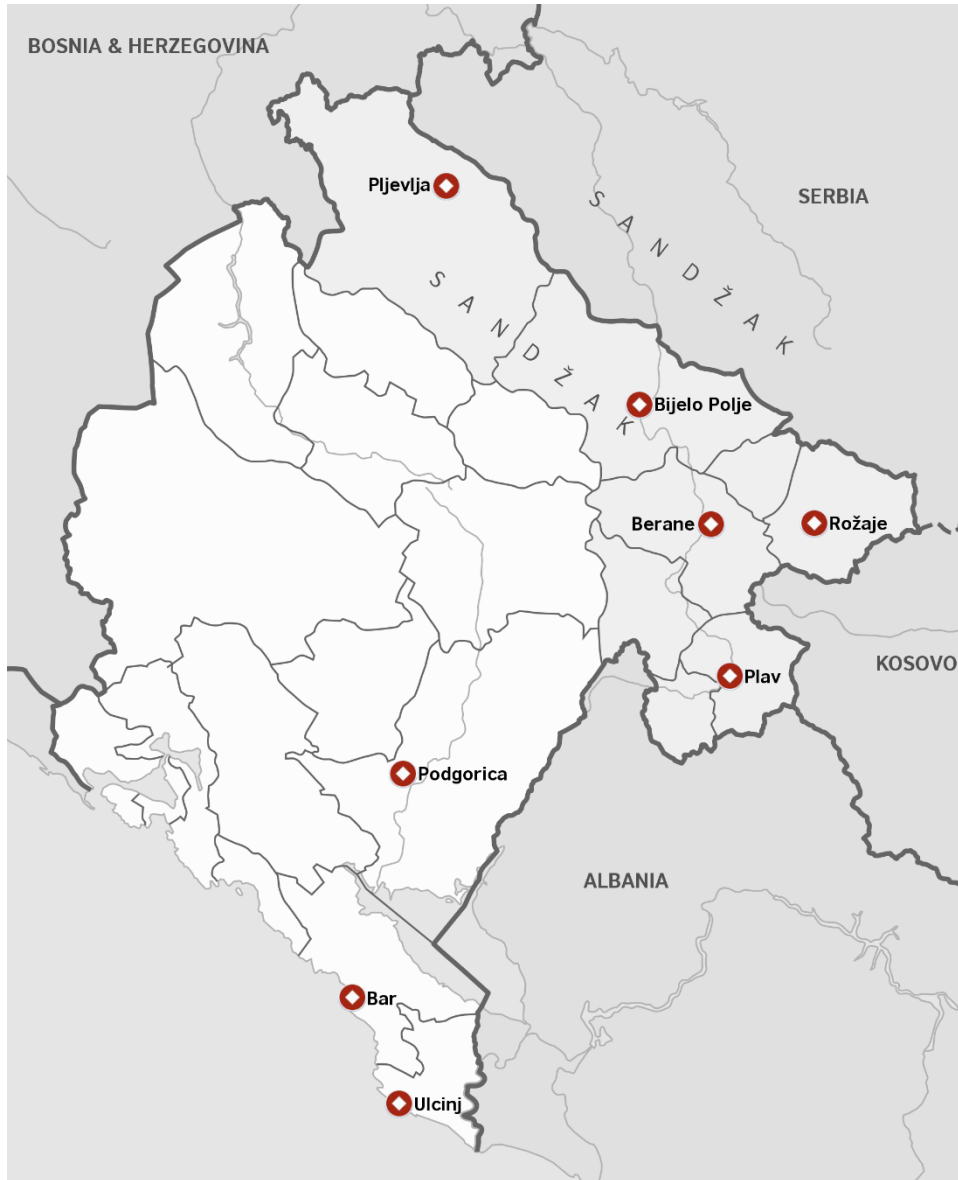 BOSNIA & HERZEGOVINA
Pljevlja
SERBIA
SANDŽAK
SANDŽAK
Bijelo Polje
Berane
Rožaje
KOSOVO
Plav
Podgorica
ALBANIA
Bar
Ulcinj